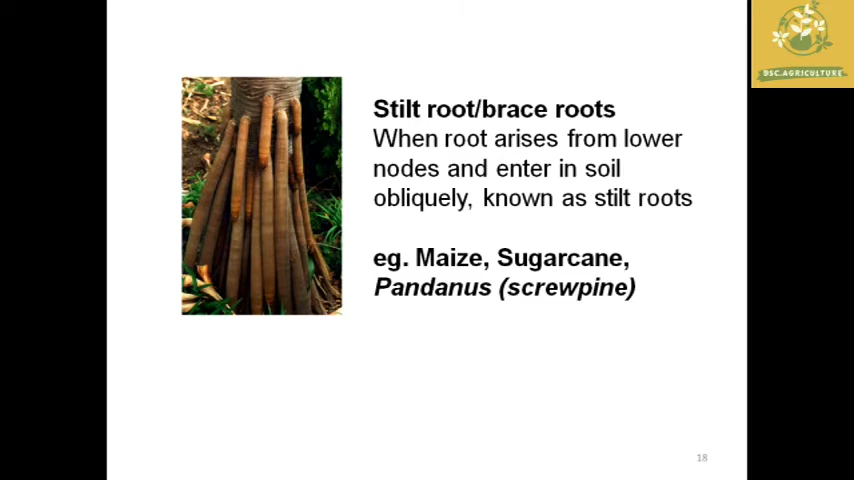 DSC.AGRICULTURE
Stilt root/brace roots
When root arises from lower
nodes and enter in soil
obliquely, known as stilt roots
eg. Maize, Sugarcane,
Pandanus (screwpine)
18